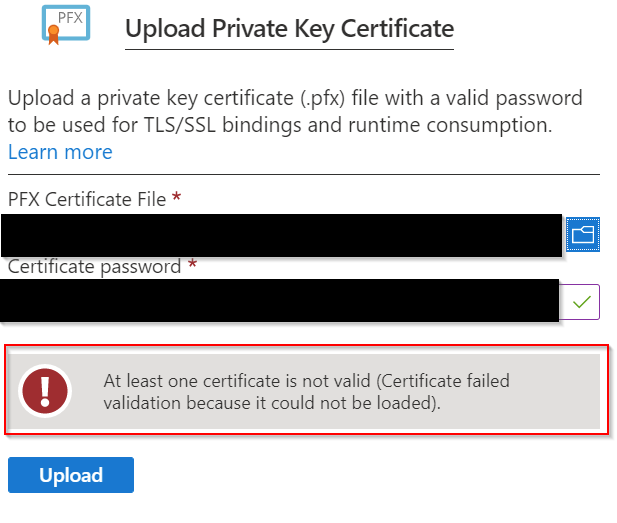 PFX
Upload Private Key Certificate
Upload a private key certificate (.pfx) file with a valid password
to be used for TLS/SSL bindings and runtime consumption.
Learn more
PFX Certificate File *
Certificate password *
At least one certificate is not valid (Certificate failed
validation because it could not be loaded).
Upload